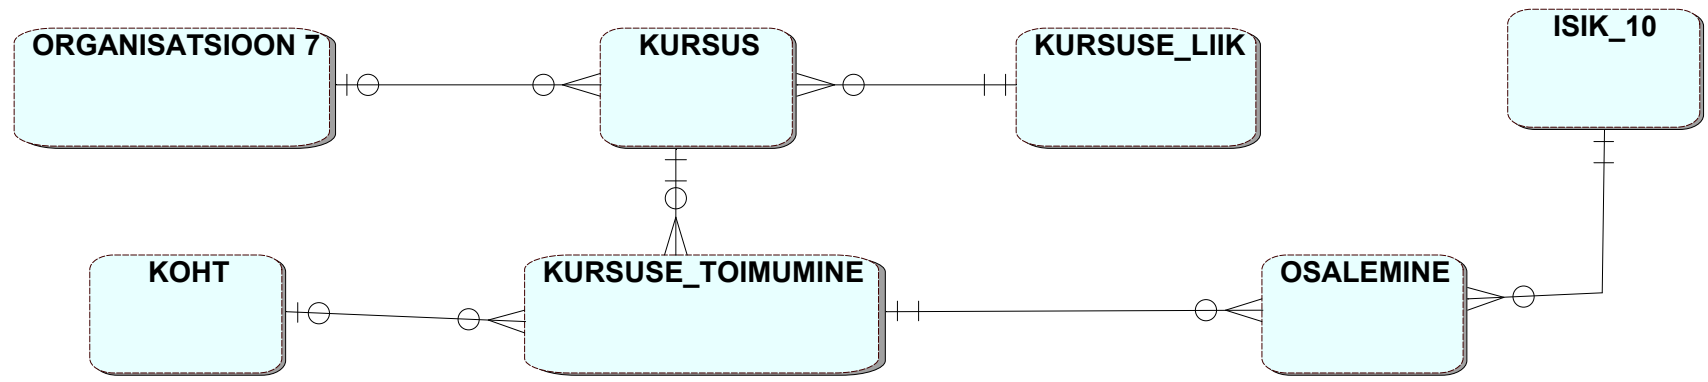 ORGANISATSIOON 7
KURSUS
KURSUSE_LIIK
ISIK_10
KOHT
KURSUSE_TOIMUMINE
OSALEMINE